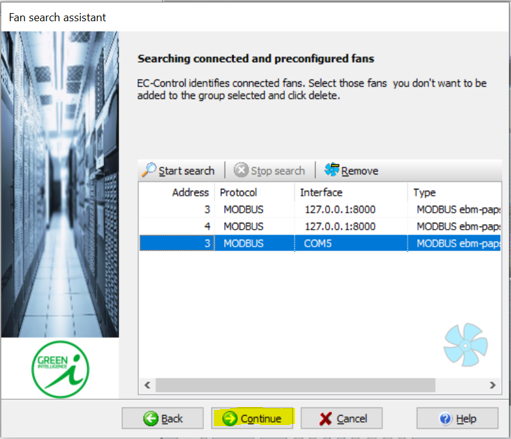 Fan search assistant
Searching connected and preconfigured fans
EC-Control identifies connected fans. Select those fans you don't want to be
added to the group selected and click delete.
Start search Stop search Remove
Address Protocol Interface Type
3 MODBUS 127.0.0.1:8000 MODBUS ebm-paps
4 MODBUS 127.0.0.1:8000 MODBUS ebm-paps
3 MODBUS COM5 MODBUS ebm-paps
GREEN
INTELLIGENCE
i
Back Continue Cancel Help